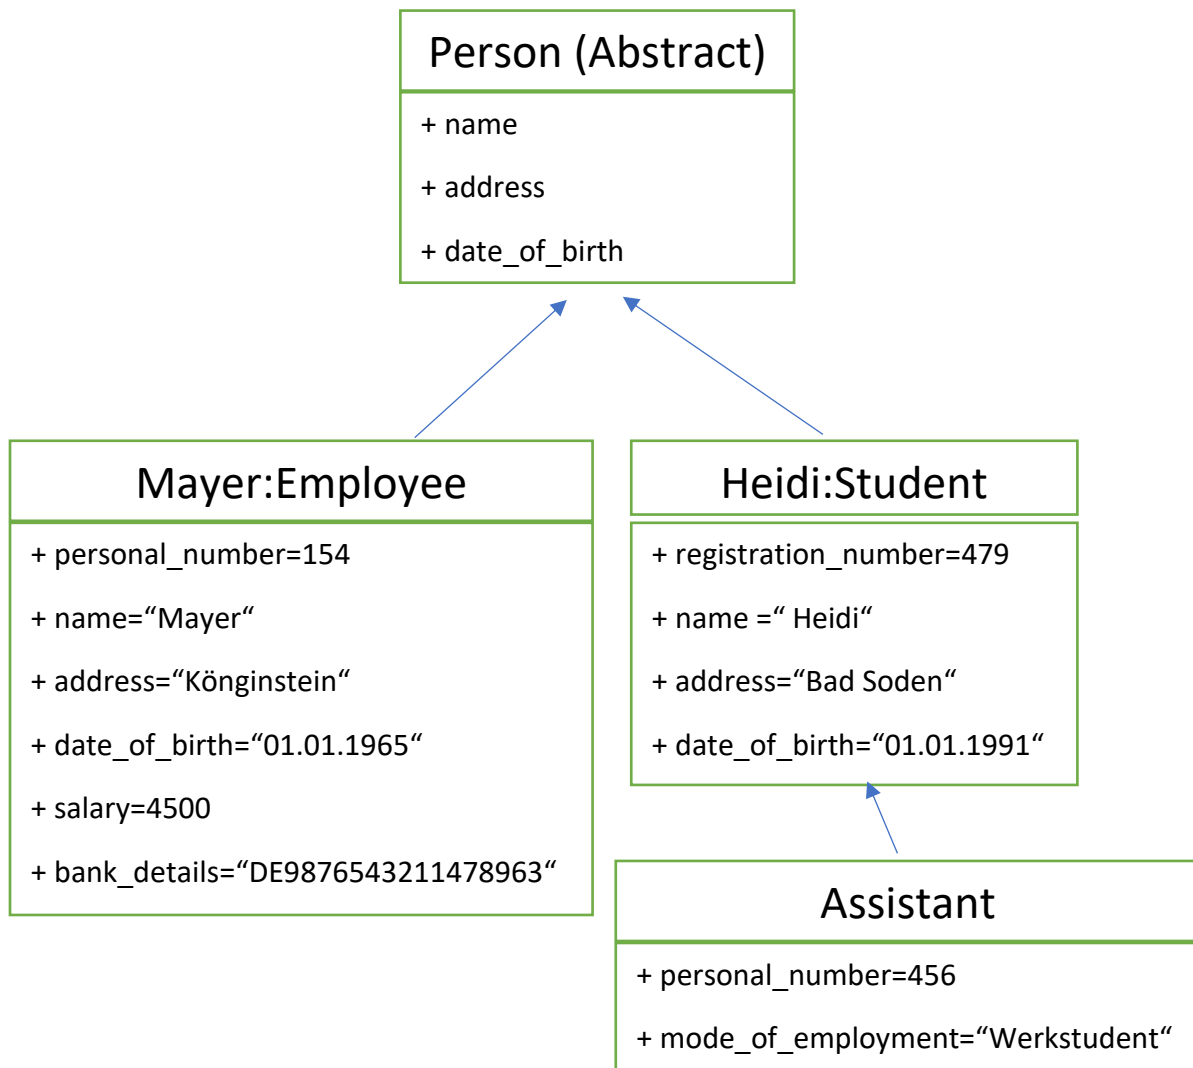 Person (Abstract)
+ name
+ address
+ date_of_birth
Mayer:Employee
+ personal_number=154
+ name=“Mayer“
+ address=“Könginstein“
+ date_of_birth=“01.01.1965“
+ salary=4500
+ bank_details=“DE9876543211478963“
Heidi:Student
+ registration_number=479
+ name =“ Heidi“
+ address=“Bad Soden“
+ date_of_birth=“01.01.1991“
Assistant
+ personal_number=456
+ mode_of_employment=“Werkstudent“